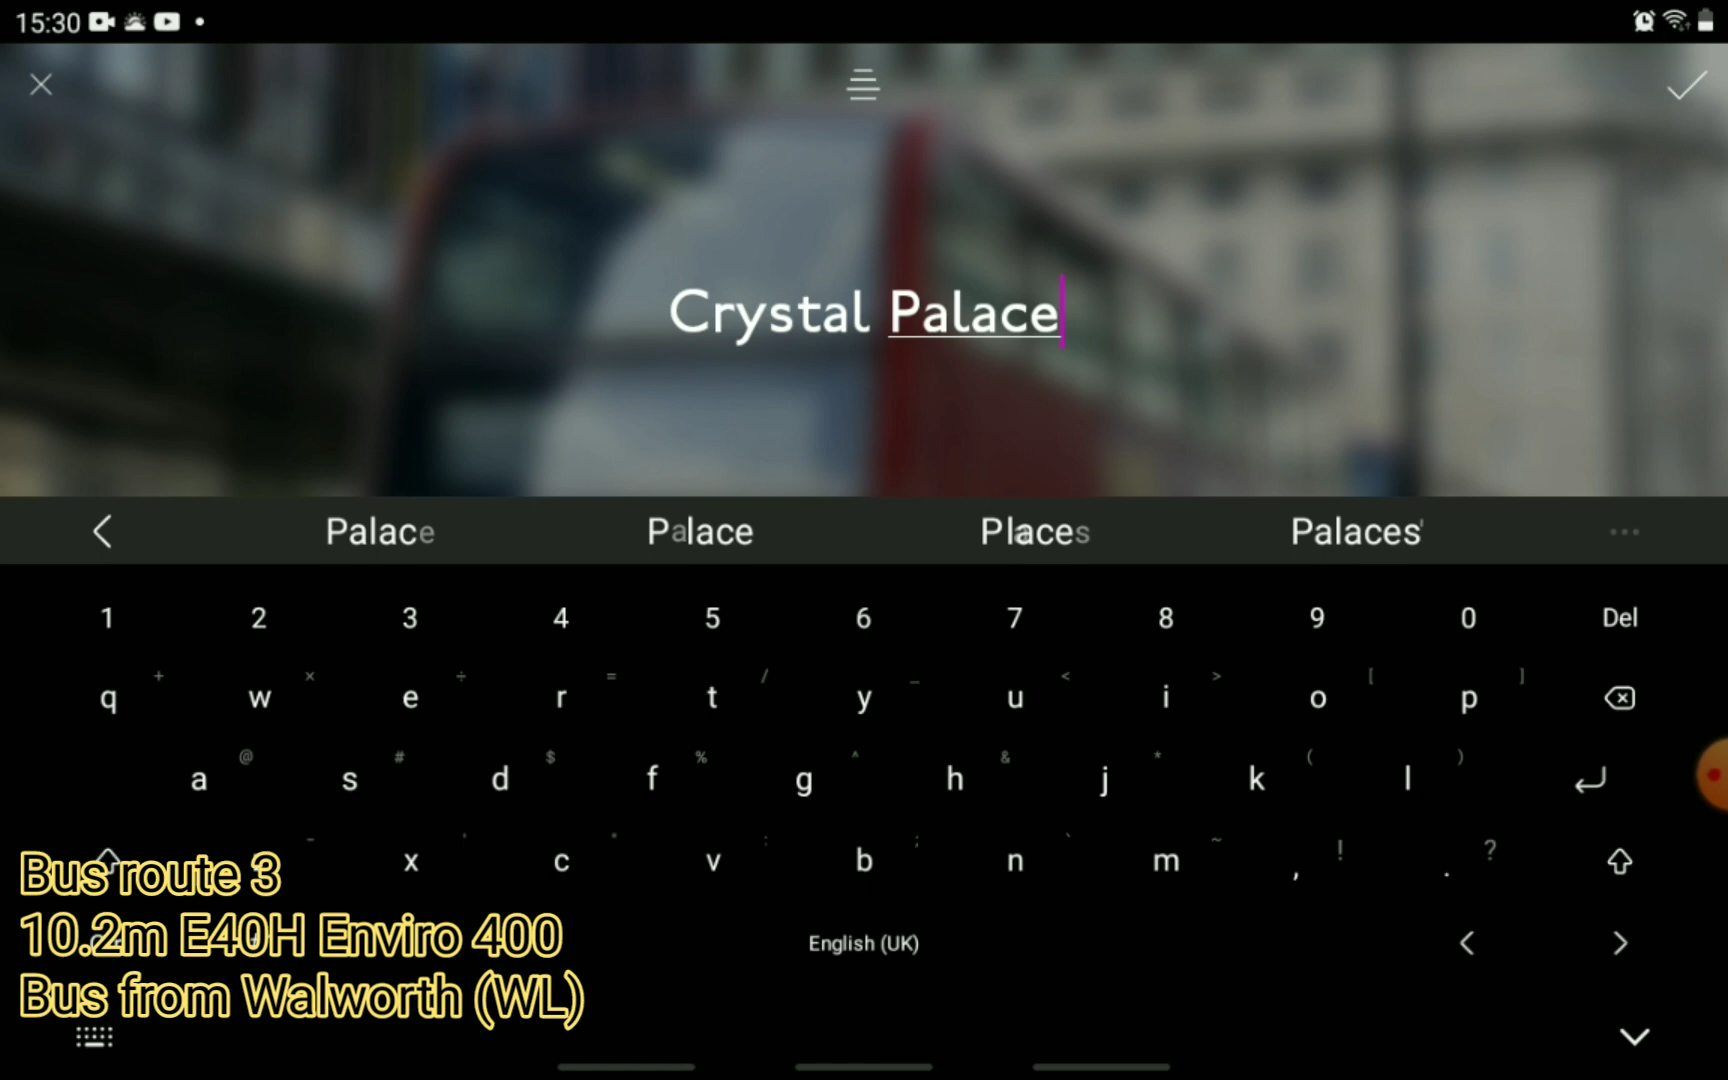 15:30
Crystal Palace
Palace Palace Places Palaces'
1 2 3 4 5 6 7 8 9 0 Del
+ × ÷ = / _ < > [ ]
q w e r t y u i o p
@ # $ % ^ & * ( )
a s d f g h j k l
x c v b n m , ! . ?
Bus route 3
10.2m E40H Enviro 400
English (UK) < >
Bus from Walworth (WL)